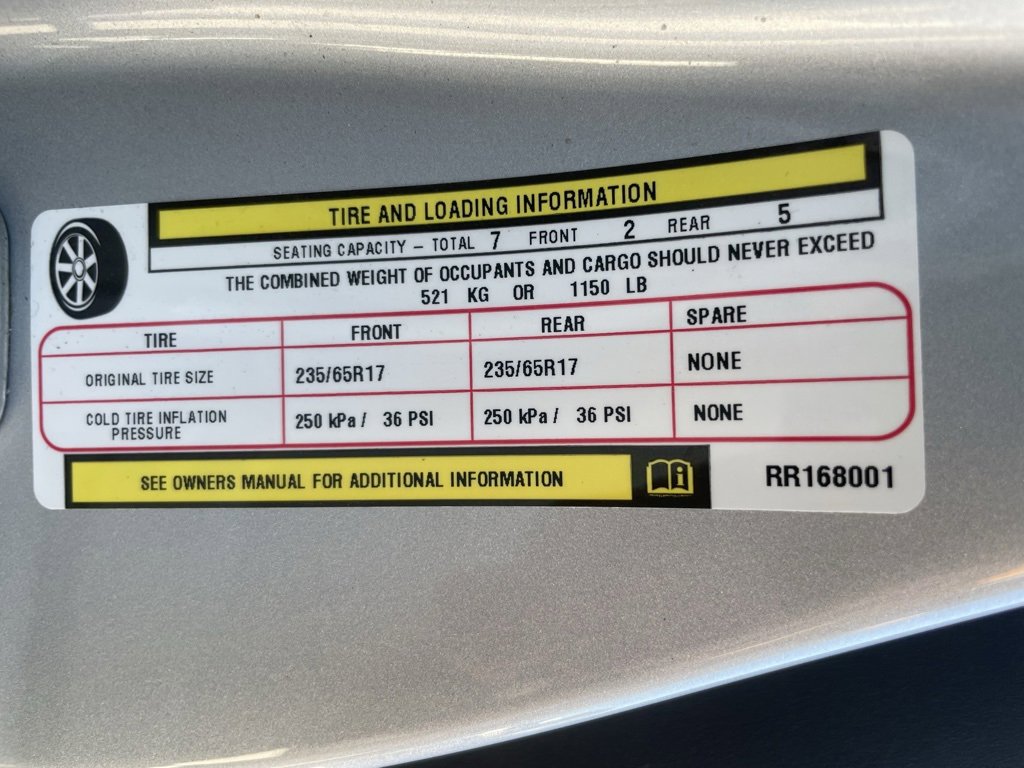 TIRE AND LOADING INFORMATION
SEATING CAPACITY – TOTAL 7 FRONT 2 REAR 5
THE COMBINED WEIGHT OF OCCUPANTS AND CARGO SHOULD NEVER EXCEED
521 KG OR 1150 LB
TIRE FRONT REAR SPARE
ORIGINAL TIRE SIZE 235/65R17 235/65R17 NONE
COLD TIRE INFLATION PRESSURE 250 kPa / 36 PSI 250 kPa / 36 PSI NONE
SEE OWNERS MANUAL FOR ADDITIONAL INFORMATION
RR168001